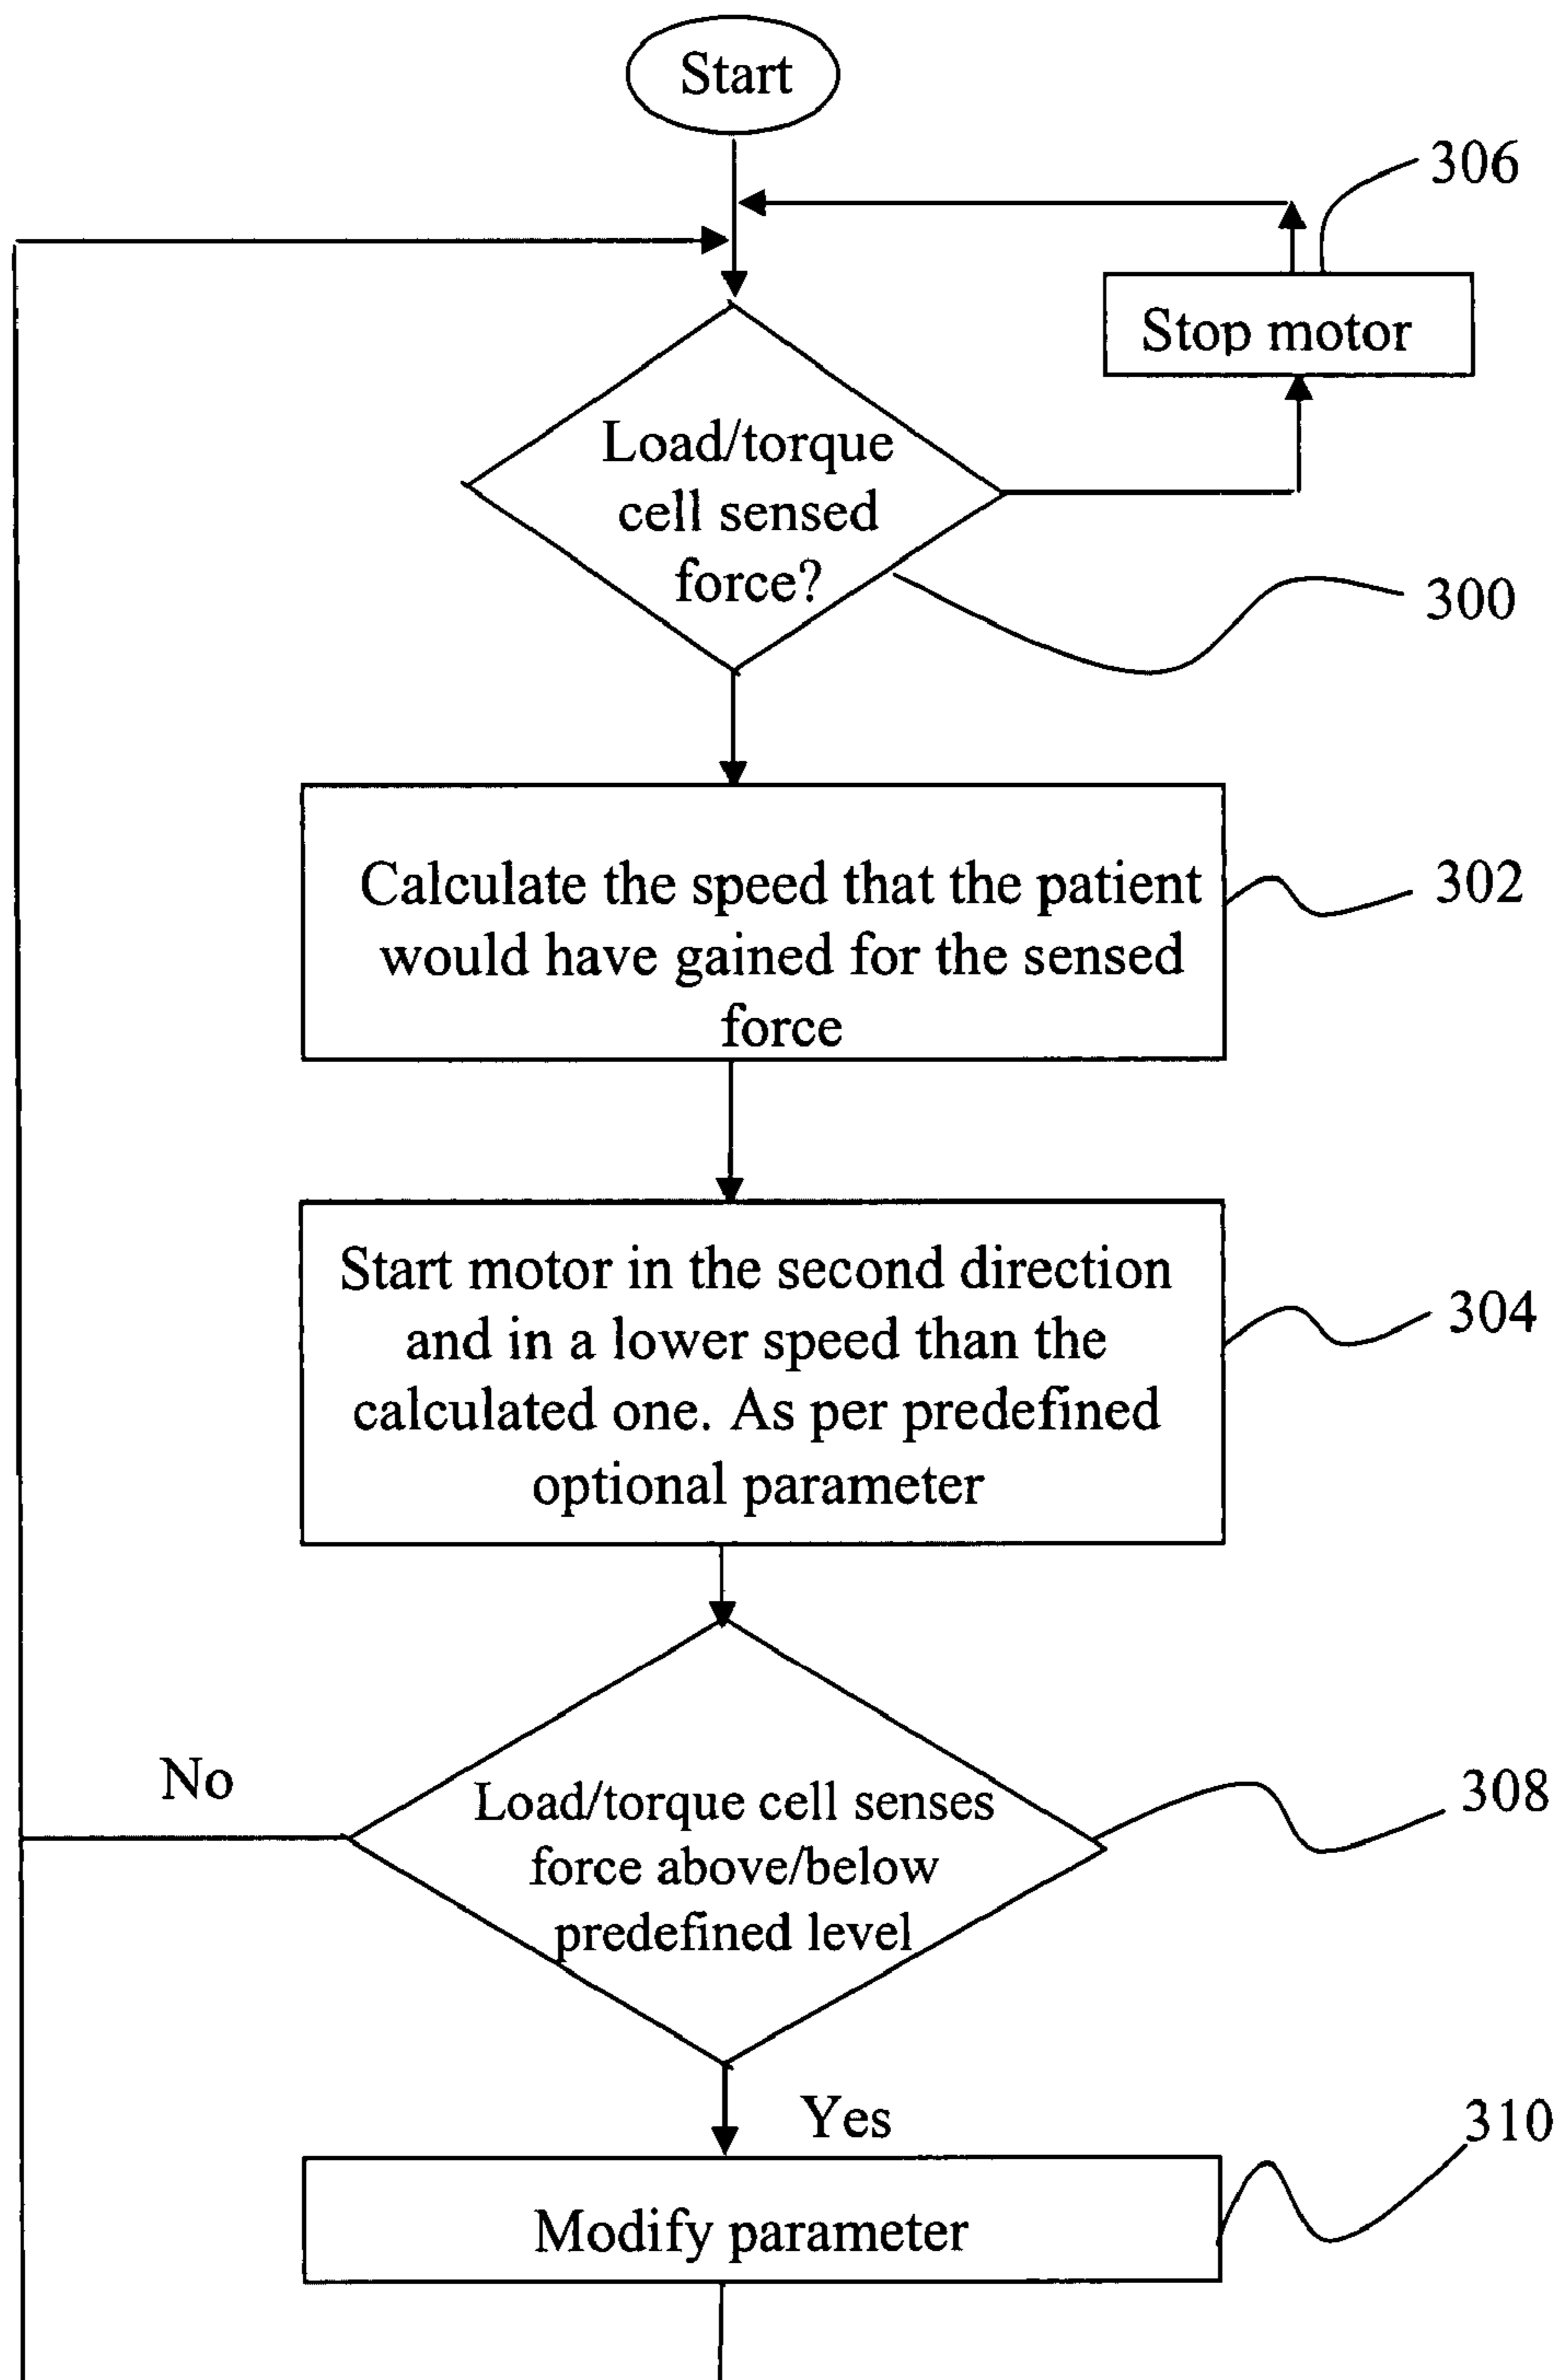 Start
306
Stop motor
Load/torque
cell sensed
force?
300
Calculate the speed that the patient
would have gained for the sensed
force
302
Start motor in the second direction
and in a lower speed than the
calculated one. As per predefined
optional parameter
304
No
Load/torque cell senses
force above/below
predefined level
308
Yes
310
Modify parameter